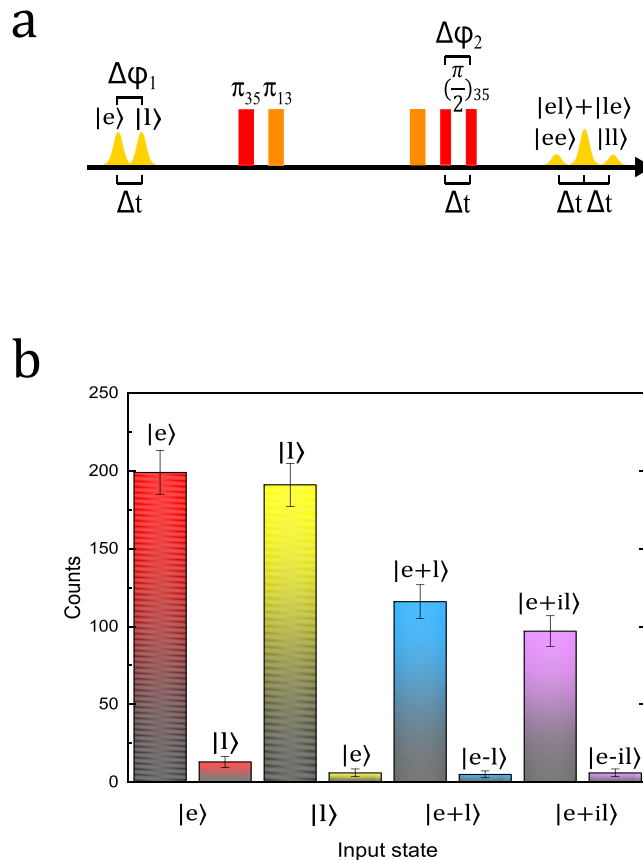 a
Δφ₁
Δφ₂
|e⟩ |l⟩
π₃₅ π₁₃
(π/2)₃₅
|el⟩+|le⟩
|ee⟩ |ll⟩
Δt
Δt
Δt Δt
b
250
200
150
100
50
0
Counts
|e⟩
|l⟩
|l⟩
|e⟩
|e+l⟩
|e-l⟩
|e+il⟩
|e-il⟩
|e⟩ |l⟩ |e+l⟩ |e+il⟩
Input state